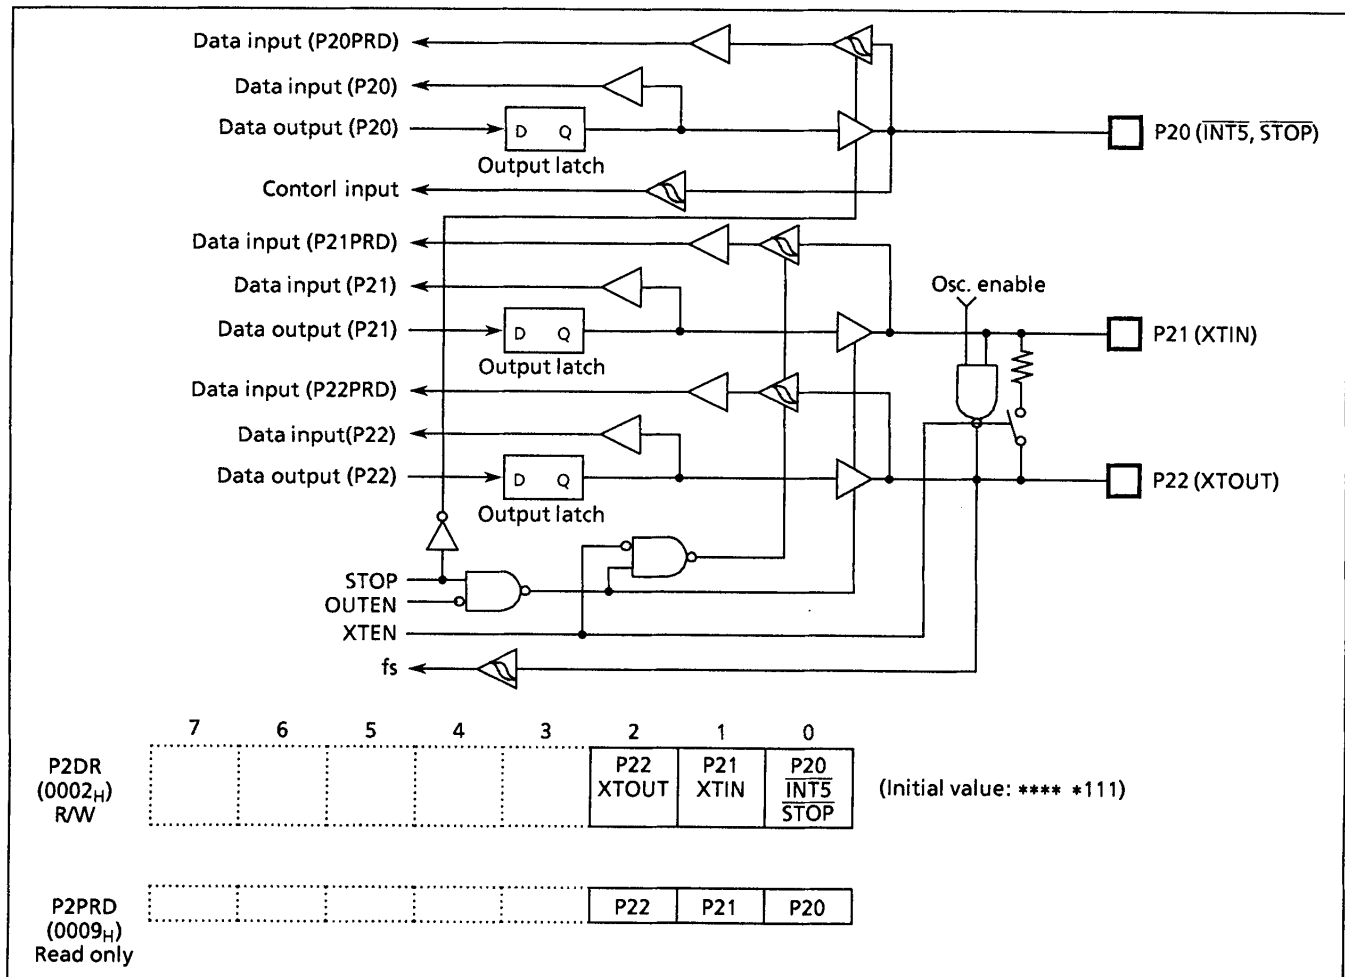 Data input (P20PRD)
Data input (P20)
Data output (P20)
D Q
Output latch
P20 (INT5, STOP)
Contorl input
Data input (P21PRD)
Data input (P21)
Osc. enable
Data output (P21)
D Q
Output latch
P21 (XTIN)
Data input (P22PRD)
Data input(P22)
Data output (P22)
D Q
Output latch
P22 (XTOUT)
STOP
OUTEN
XTEN
fs
7 6 5 4 3 2 1 0
P2DR
(0002H)
R/W
P22
XTOUT
P21
XTIN
P20
INT5
STOP
(Initial value: **** *111)
P2PRD
(0009H)
Read only
P22 P21 P20